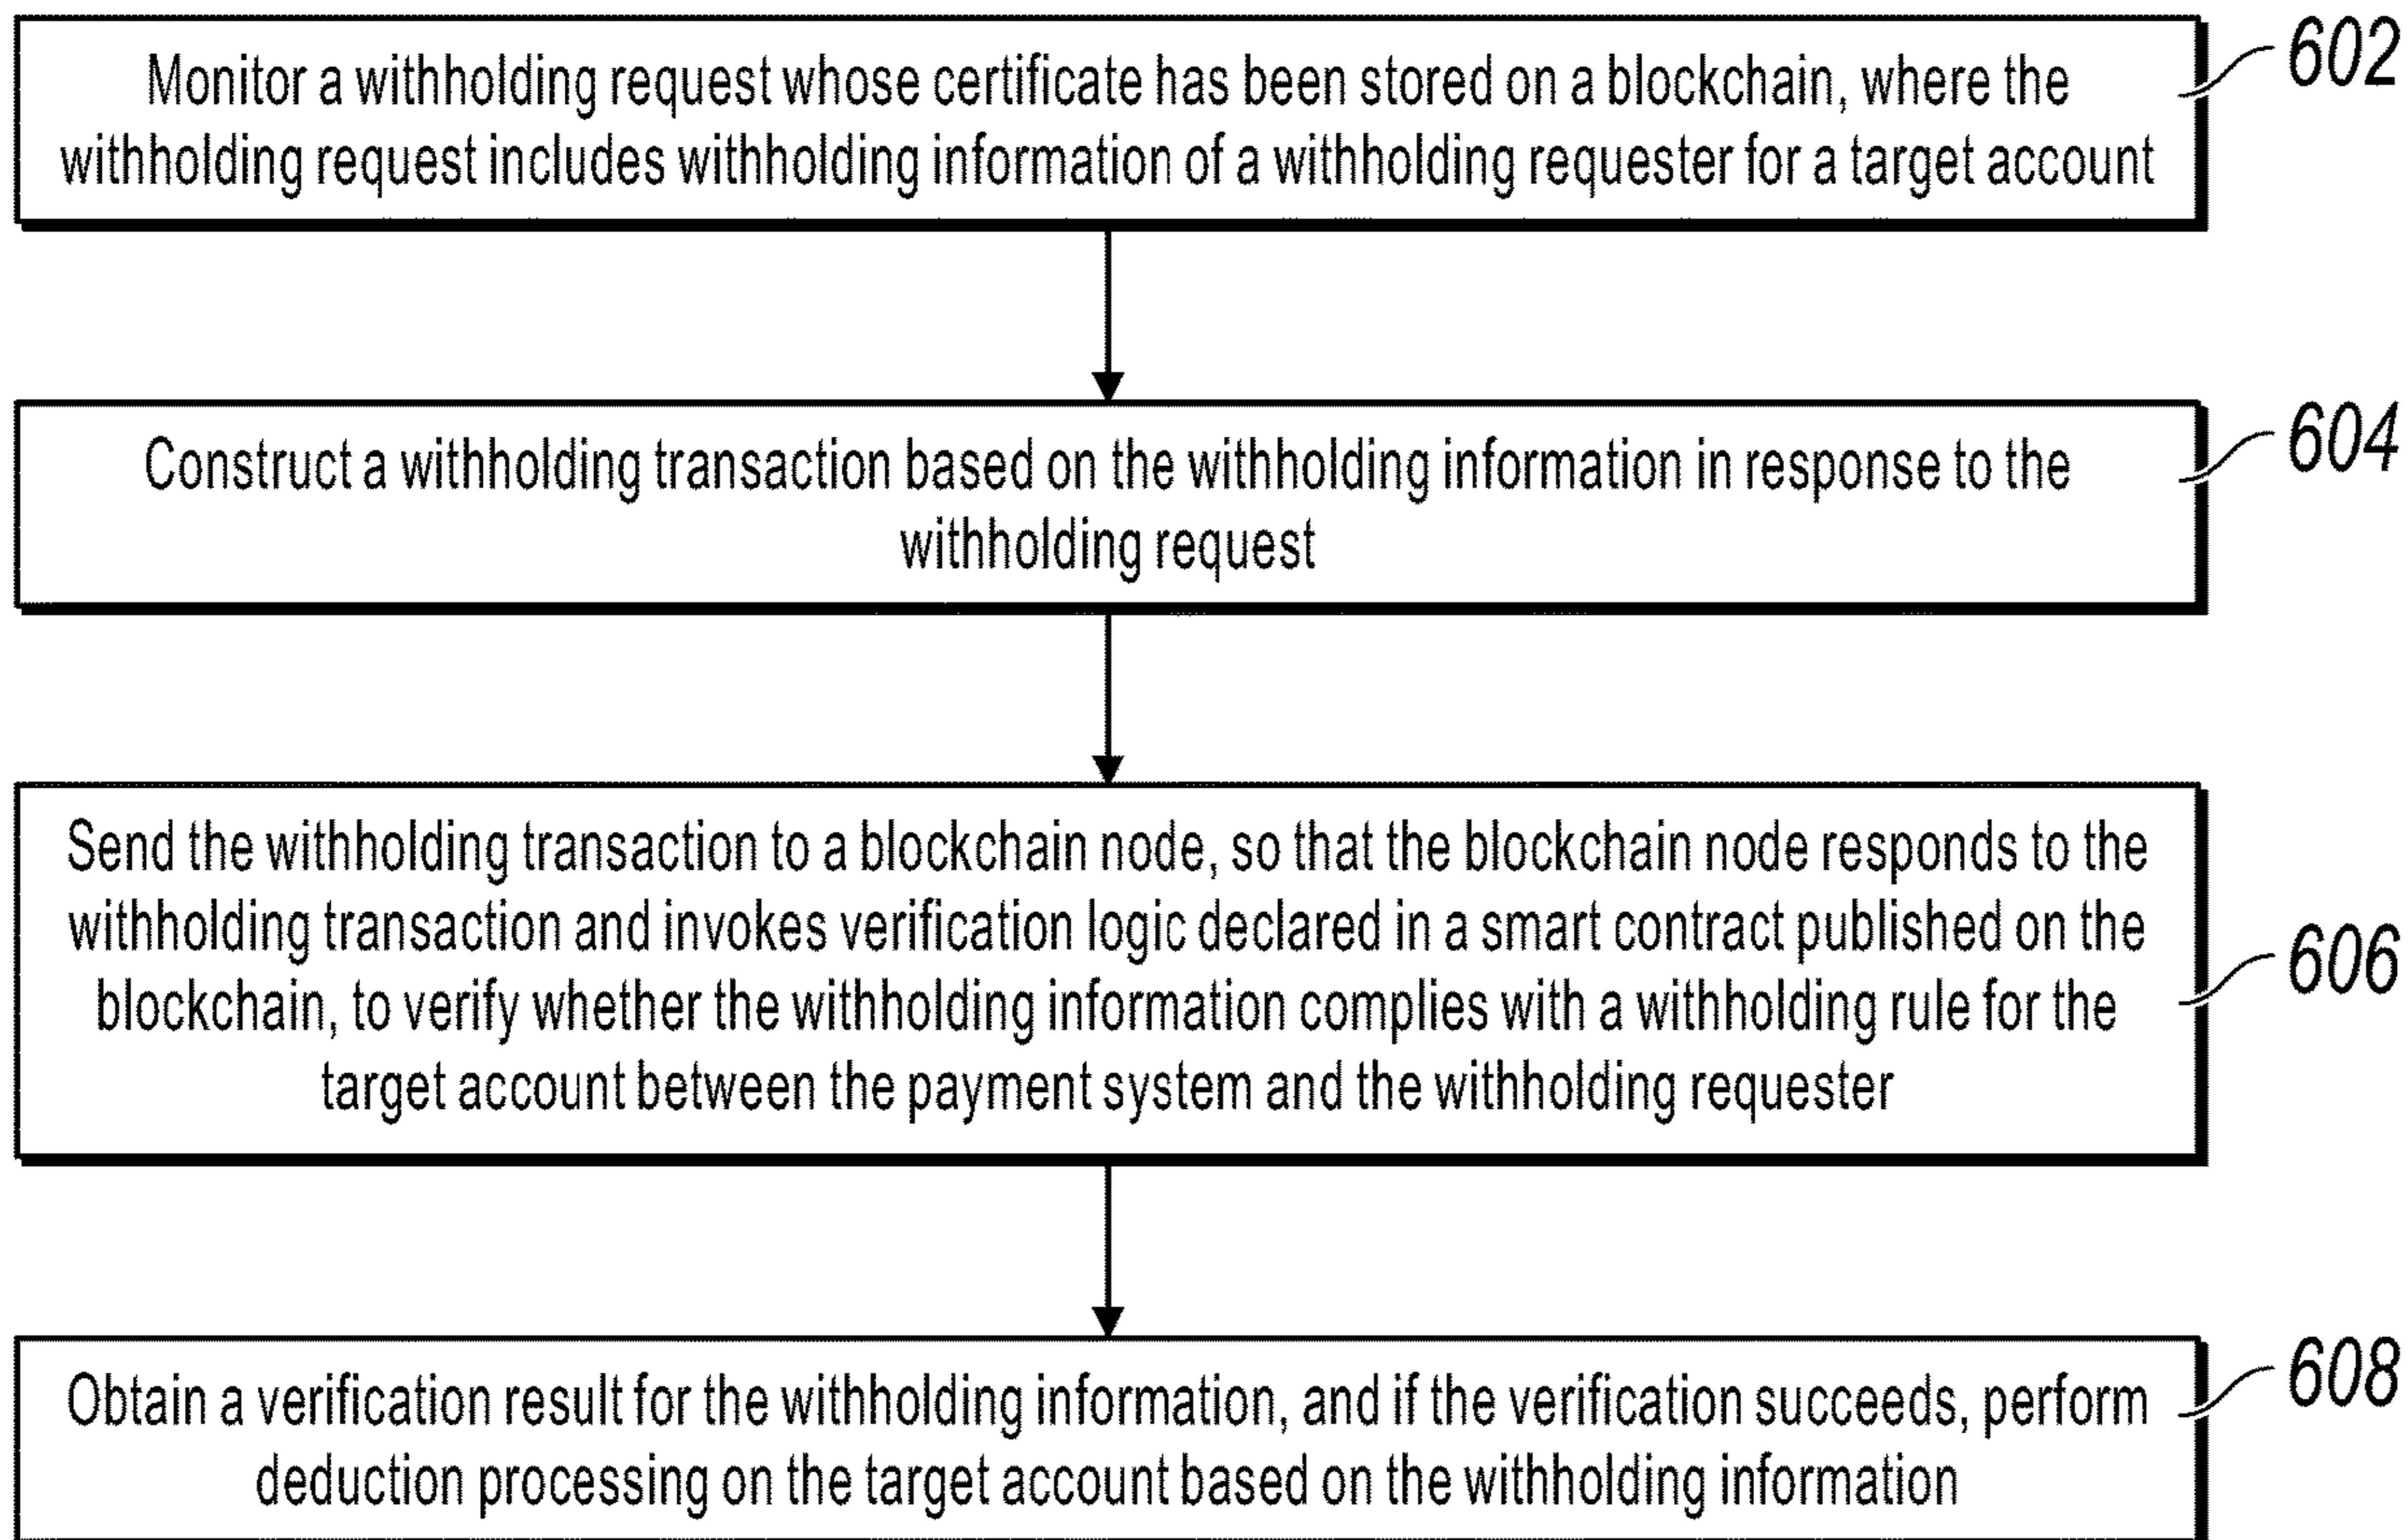 Monitor a withholding request whose certificate has been stored on a blockchain, where the
withholding request includes withholding information of a withholding requester for a target account
602
Construct a withholding transaction based on the withholding information in response to the
withholding request
604
Send the withholding transaction to a blockchain node, so that the blockchain node responds to the
withholding transaction and invokes verification logic declared in a smart contract published on the
blockchain, to verify whether the withholding information complies with a withholding rule for the
target account between the payment system and the withholding requester
606
Obtain a verification result for the withholding information, and if the verification succeeds, perform
deduction processing on the target account based on the withholding information
608